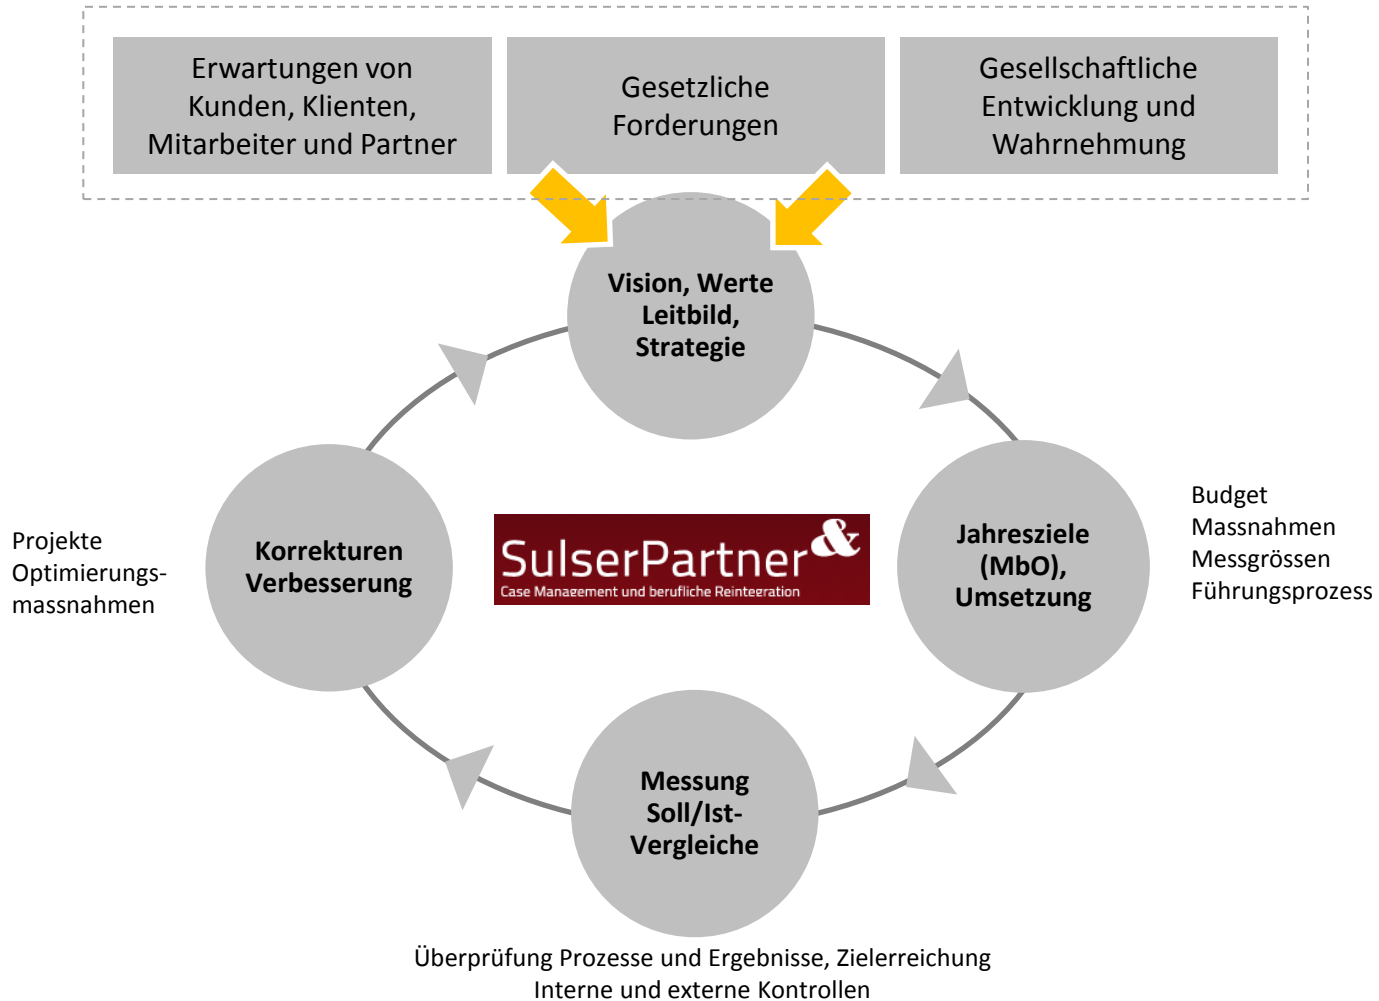 Erwartungen von
Kunden, Klienten,
Mitarbeiter und Partner
Gesetzliche
Forderungen
Gesellschaftliche
Entwicklung und
Wahrnehmung
Vision, Werte
Leitbild,
Strategie
Jahresziele
(MbO),
Umsetzung
Budget
Massnahmen
Messgrössen
Führungsprozess
Messung
Soll/Ist-
Vergleiche
Überprüfung Prozesse und Ergebnisse, Zielerreichung
Interne und externe Kontrollen
Korrekturen
Verbesserung
Projekte
Optimierungs-
massnahmen
SulserPartner&
Case Management und berufliche Reintegration